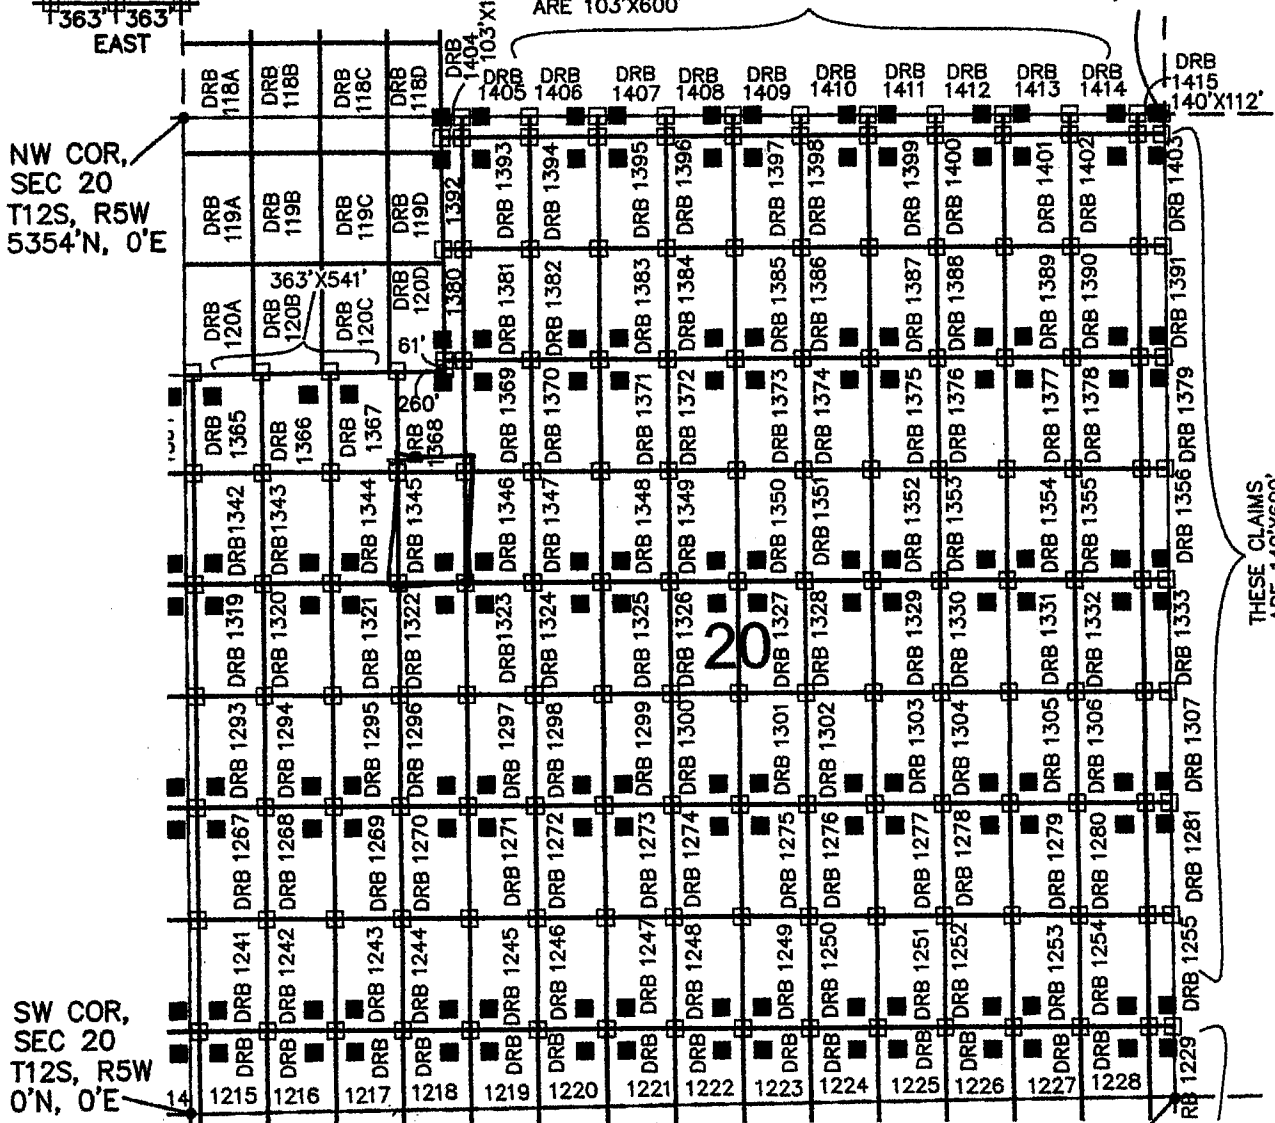 363' 363'
EAST
ARE 103'X600'
DRB 1404
103'X1
DRB 118A
DRB 118B
DRB 118C
DRB 118D
DRB 1405
DRB 1406
DRB 1407
DRB 1408
DRB 1409
DRB 1410
DRB 1411
DRB 1412
DRB 1413
DRB 1414
DRB 1415
140'X112'
NW COR,
SEC 20
T12S, R5W
5354'N, 0'E
DRB 119A
DRB 119B
DRB 119C
DRB 119D
1392
DRB 1393
DRB 1394
DRB 1395
DRB 1396
DRB 1397
DRB 1398
DRB 1399
DRB 1400
DRB 1401
DRB 1402
DRB 1403
363'X541'
DRB 120A
DRB 120B
DRB 120C
DRB 120D
1380
DRB 1381
DRB 1382
DRB 1383
DRB 1384
DRB 1385
DRB 1386
DRB 1387
DRB 1388
DRB 1389
DRB 1390
DRB 1391
61'
260'
DRB 1365
DRB 1366
DRB 1367
DRB 1368
DRB 1369
DRB 1370
DRB 1371
DRB 1372
DRB 1373
DRB 1374
DRB 1375
DRB 1376
DRB 1377
DRB 1378
DRB 1379
DRB1342
DRB1343
DRB 1344
DRB 1345
DRB 1346
DRB 1347
DRB 1348
DRB 1349
DRB 1350
DRB 1351
DRB 1352
DRB 1353
DRB 1354
DRB 1355
DRB 1356
THESE CLAIMS
DRB 1319
DRB 1320
DRB 1321
DRB 1322
DRB1323
DRB 1324
DRB 1325
DRB 1326
20
DRB 1327
DRB 1328
DRB 1329
DRB 1330
DRB 1331
DRB 1332
DRB 1333
DRB 1293
DRB 1294
DRB 1295
DRB 1296
DRB 1297
DRB 1298
DRB 1299
DRB 1300
DRB 1301
DRB 1302
DRB 1303
DRB 1304
DRB 1305
DRB 1306
DRB 1307
DRB 1267
DRB 1268
DRB 1269
DRB 1270
DRB 1271
DRB 1272
DRB 1273
DRB 1274
DRB 1275
DRB 1276
DRB 1277
DRB 1278
DRB 1279
DRB 1280
DRB 1281
DRB 1241
DRB 1242
DRB 1243
DRB 1244
DRB 1245
DRB 1246
DRB 1247
DRB 1248
DRB 1249
DRB 1250
DRB 1251
DRB 1252
DRB 1253
DRB 1254
DRB 1255
SW COR,
SEC 20
T12S, R5W
0'N, 0'E
14
DRB 1215
DRB 1216
DRB 1217
DRB 1218
DRB 1219
DRB 1220
DRB 1221
DRB 1222
DRB 1223
DRB 1224
DRB 1225
DRB 1226
DRB 1227
DRB 1228
RB 1229